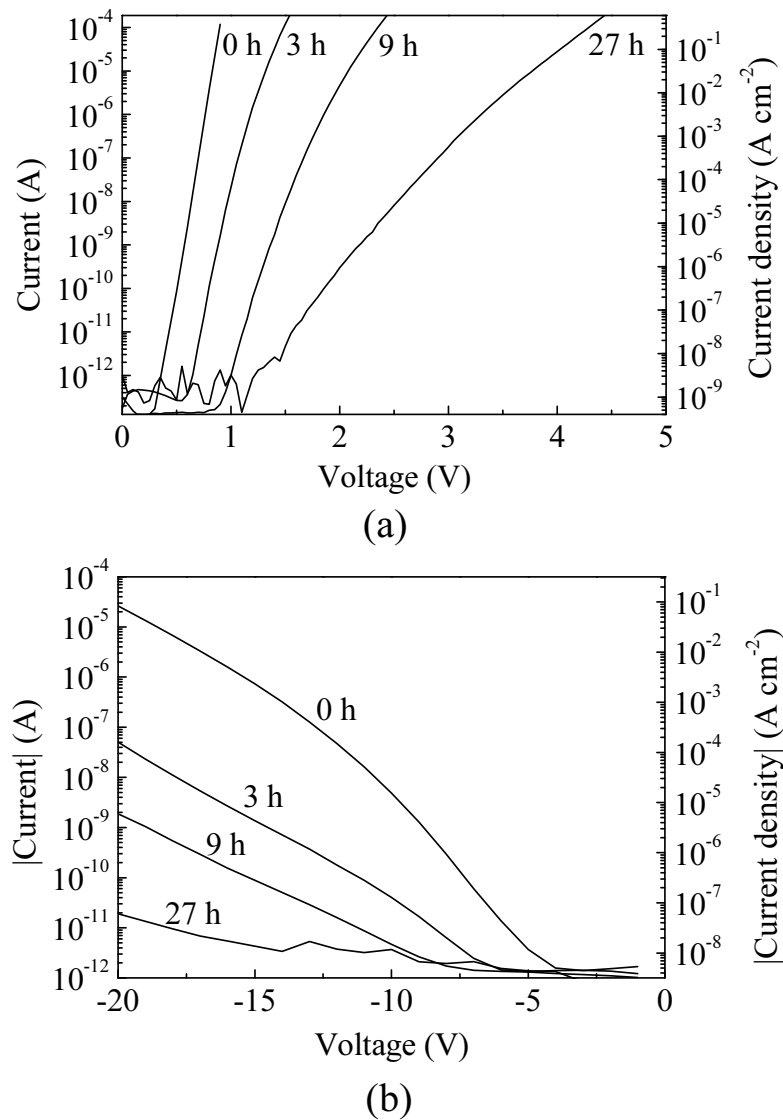 10⁻⁴
10⁻⁵
10⁻⁶
10⁻⁷
10⁻⁸
10⁻⁹
10⁻¹⁰
10⁻¹¹
10⁻¹²
Current (A)
0 h
3 h
9 h
27 h
10⁻¹
10⁻²
10⁻³
10⁻⁴
10⁻⁵
10⁻⁶
10⁻⁷
10⁻⁸
10⁻⁹
Current density (A cm⁻²)
0 1 2 3 4 5
Voltage (V)
(a)
10⁻⁴
10⁻⁵
10⁻⁶
10⁻⁷
10⁻⁸
10⁻⁹
10⁻¹⁰
10⁻¹¹
10⁻¹²
|Current| (A)
0 h
3 h
9 h
27 h
10⁻¹
10⁻²
10⁻³
10⁻⁴
10⁻⁵
10⁻⁶
10⁻⁷
10⁻⁸
|Current density| (A cm⁻²)
-20 -15 -10 -5 0
Voltage (V)
(b)